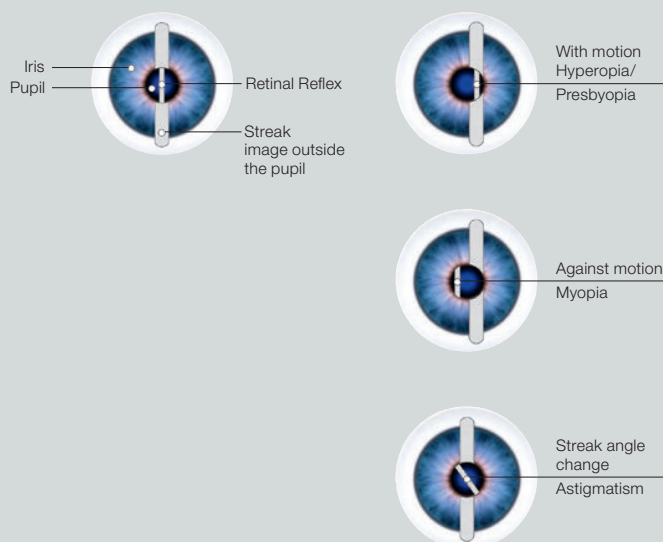 Iris
Pupil
Retinal Reflex
Streak
image outside
the pupil
With motion
Hyperopia/
Presbyopia
Against motion
Myopia
Streak angle
change
Astigmatism